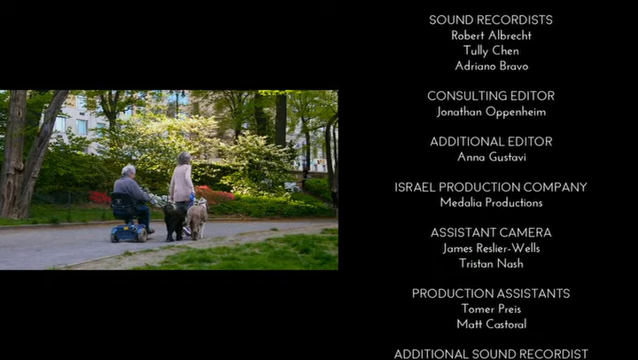 SOUND RECORDISTS
Robert Albrecht
Tully Chen
Adriano Bravo
CONSULTING EDITOR
Jonathan Oppenheim
ADDITIONAL EDITOR
Anna Gustavi
ISRAEL PRODUCTION COMPANY
Medalia Productions
ASSISTANT CAMERA
James Reslier-Wells
Tristan Nash
PRODUCTION ASSISTANTS
Tomer Preis
Matt Castoral
ADDITIONAL SOUND RECORDIST